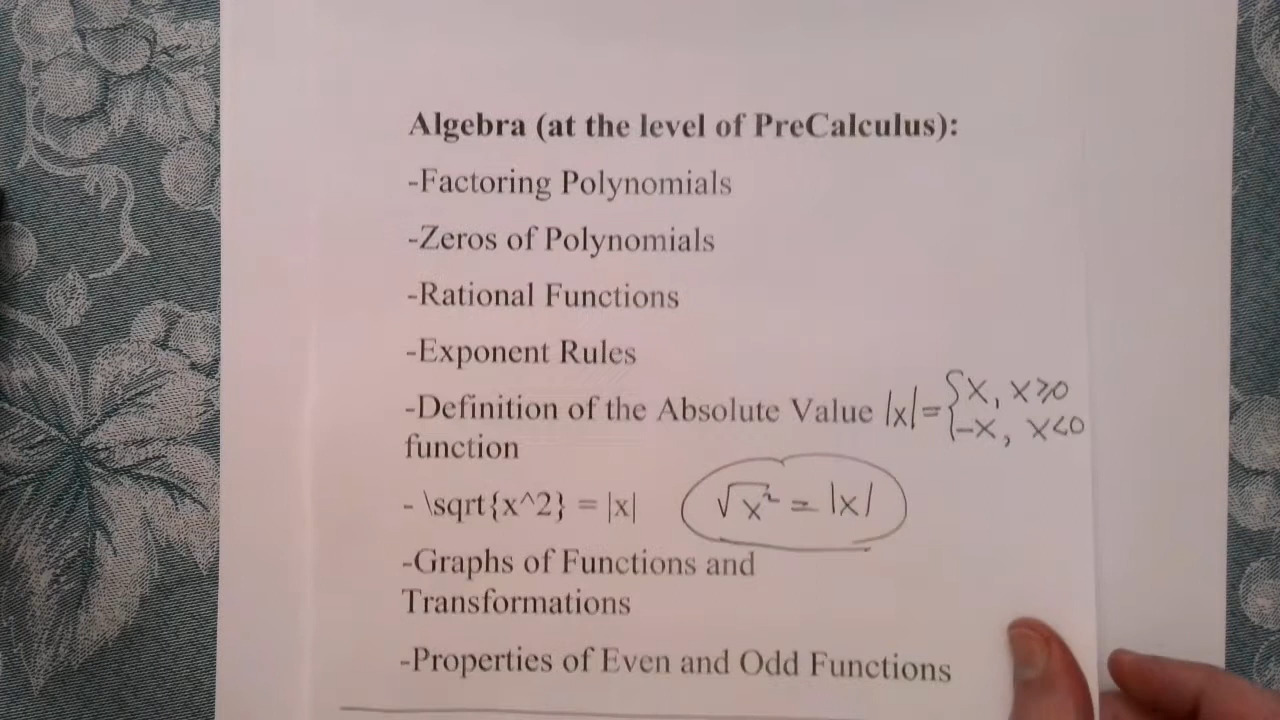 Algebra (at the level of PreCalculus):
-Factoring Polynomials
-Zeros of Polynomials
-Rational Functions
-Exponent Rules
-Definition of the Absolute Value |x| = { x, x≥0
-x, x<0
function
- \sqrt{x^2} = |x| √x² = |x|
-Graphs of Functions and
Transformations
-Properties of Even and Odd Functions